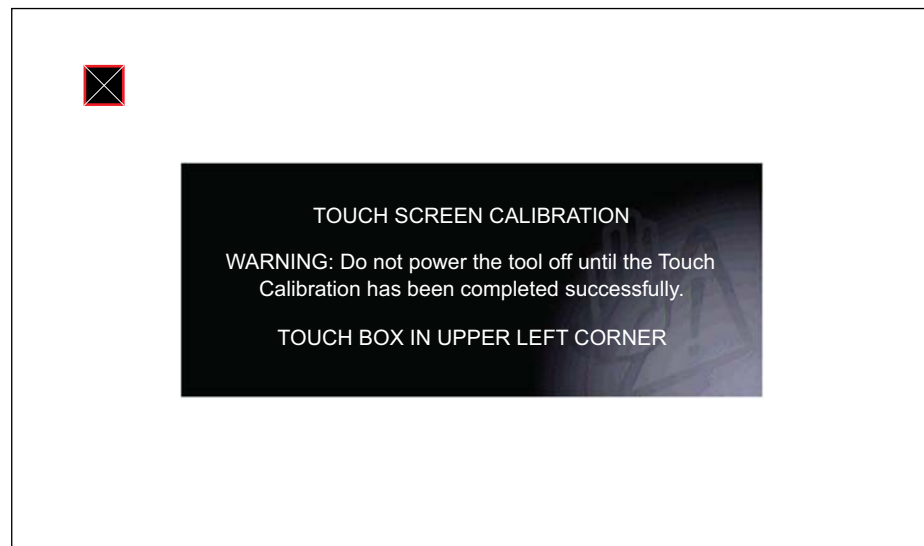 TOUCH SCREEN CALIBRATION
WARNING: Do not power the tool off until the Touch
Calibration has been completed successfully.
TOUCH BOX IN UPPER LEFT CORNER